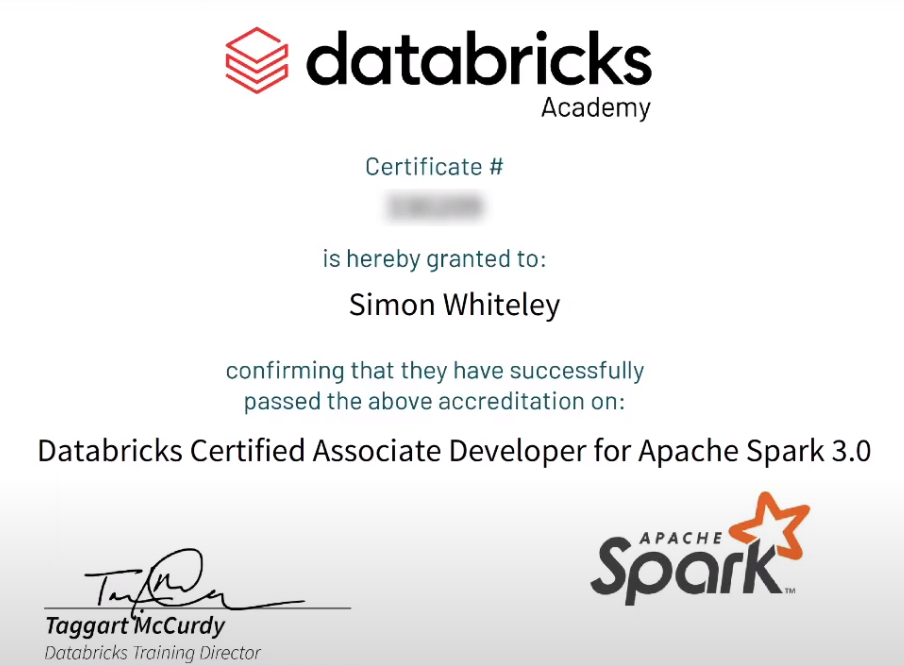 databricks
Academy
Certificate #
is hereby granted to:
Simon Whiteley
confirming that they have successfully
passed the above accreditation on:
Databricks Certified Associate Developer for Apache Spark 3.0
APACHE
Spark™
Taggart McCurdy
Databricks Training Director